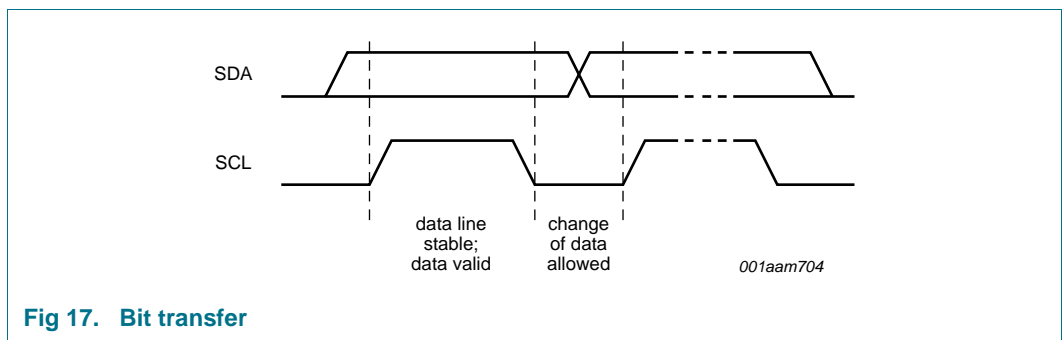 SDA
SCL
data line
stable;
data valid
change
of data
allowed
001aam704
Fig 17. Bit transfer